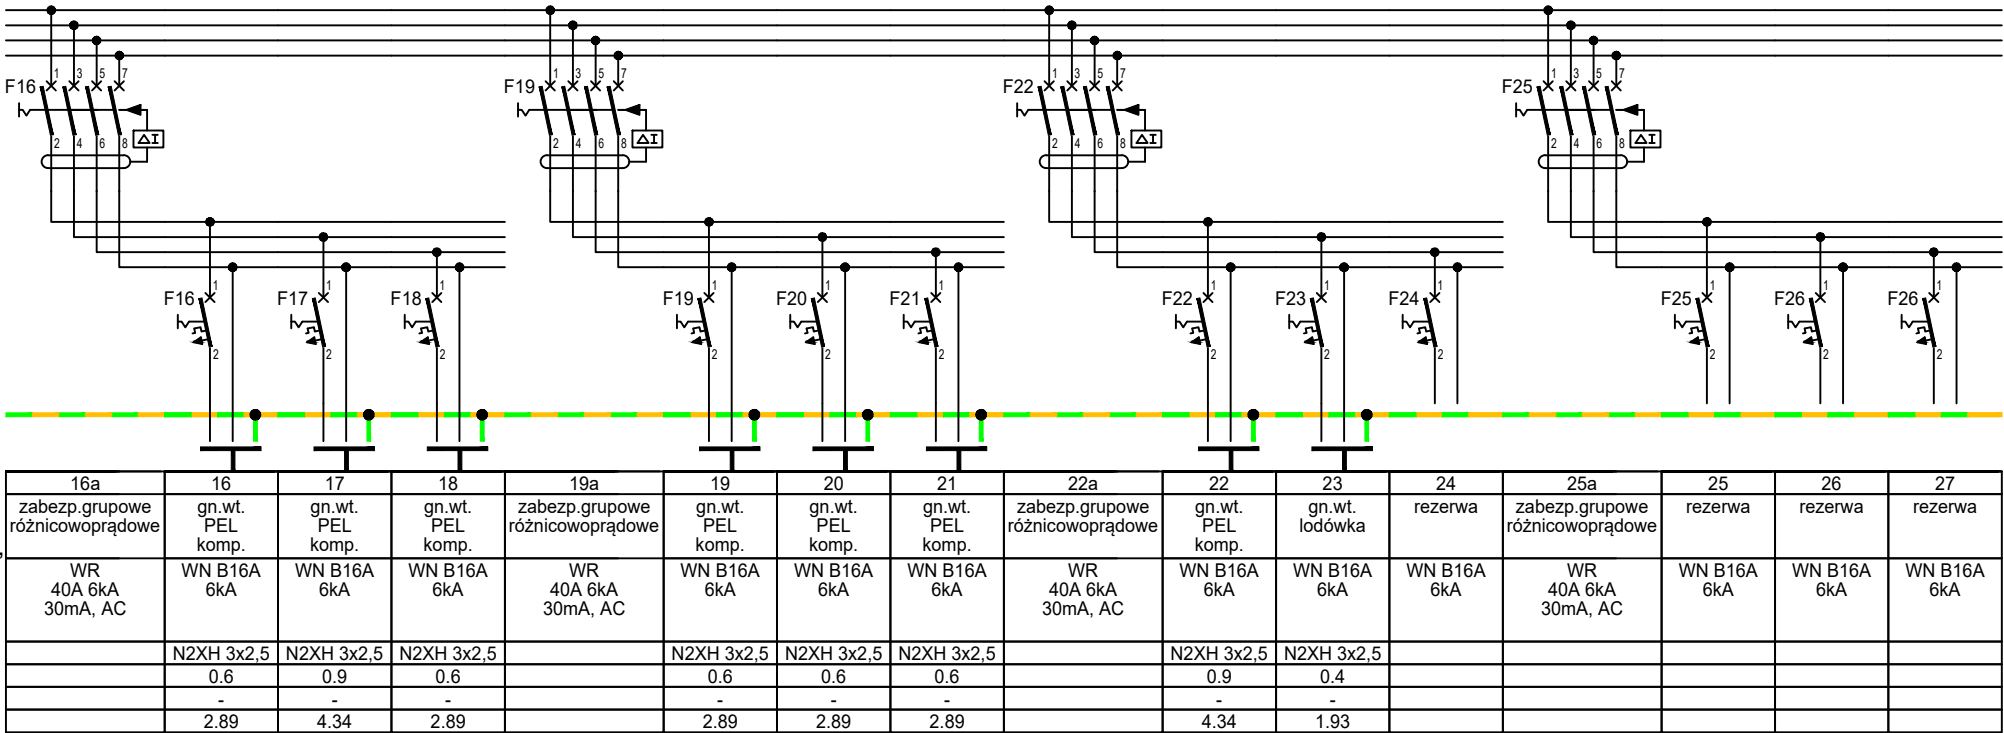 1 3 5 7 1 3 5 7 1 3 5 7 1 3 5 7
F16 F19 F22 F25
ΔI ΔI ΔI ΔI
2 4 6 8 2 4 6 8 2 4 6 8 2 4 6 8
1 1 1 1 1 1 1 1 1 1 1 1
F16 F17 F18 F19 F20 F21 F22 F23 F24 F25 F26 F26
2 2 2 2 2 2 2 2 2 2 2 2
16a 16 17 18 19a 19 20 21 22a 22 23 24 25a 25 26 27
zabezp.grupowe gn.wt. gn.wt. gn.wt. zabezp.grupowe gn.wt. gn.wt. gn.wt. zabezp.grupowe gn.wt. gn.wt. rezerwa zabezp.grupowe rezerwa rezerwa rezerwa
różnicowoprądowe PEL PEL PEL różnicowoprądowe PEL PEL PEL różnicowoprądowe PEL lodówka różnicowoprądowe
komp. komp. komp. komp. komp. komp. komp.
WR WN B16A WN B16A WN B16A WR WN B16A WN B16A WN B16A WR WN B16A WN B16A WN B16A WR WN B16A WN B16A WN B16A
40A 6kA 6kA 6kA 6kA 40A 6kA 6kA 6kA 6kA 40A 6kA 6kA 6kA 6kA 40A 6kA 6kA 6kA 6kA
30mA, AC 30mA, AC 30mA, AC 30mA, AC
N2XH 3x2,5 N2XH 3x2,5 N2XH 3x2,5 N2XH 3x2,5 N2XH 3x2,5 N2XH 3x2,5 N2XH 3x2,5 N2XH 3x2,5
0.6 0.9 0.6 0.6 0.6 0.6 0.9 0.4
- - - - - - - -
2.89 4.34 2.89 2.89 2.89 2.89 4.34 1.93